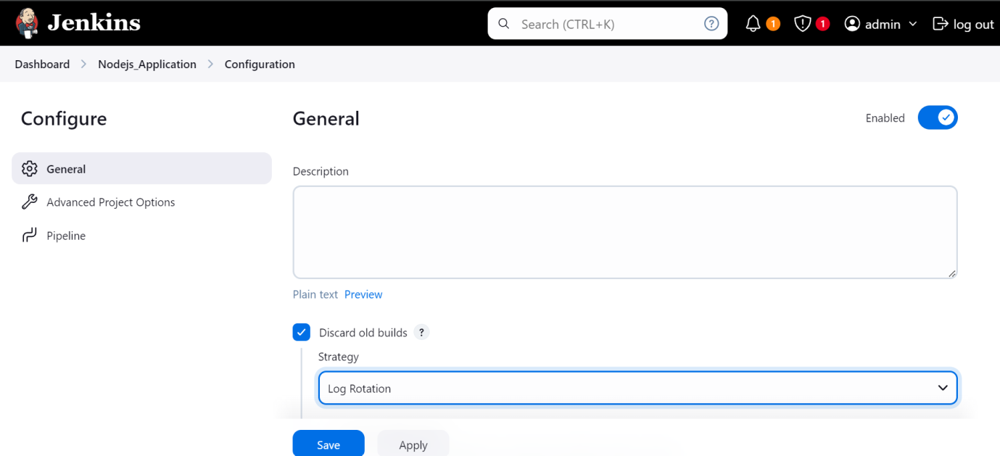 Jenkins
Search (CTRL+K)
?
1
1
admin
log out
Dashboard
Nodejs_Application
Configuration
Configure
General
Advanced Project Options
Pipeline
General
Enabled
Description
Plain text Preview
Discard old builds ?
Strategy
Log Rotation
Save
Apply